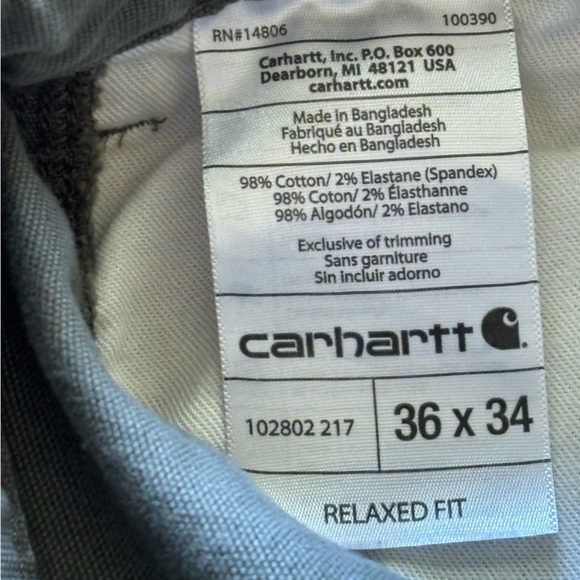 RN#14806 100390
Carhartt, Inc. P.O. Box 600
Dearborn, MI 48121 USA
carhartt.com
Made in Bangladesh
Fabriqué au Bangladesh
Hecho en Bangladesh
98% Cotton/ 2% Elastane (Spandex)
98% Coton/ 2% Élasthanne
98% Algodón/ 2% Elastano
Exclusive of trimming
Sans garniture
Sin incluir adorno
carhartt
102802 217 36 x 34
RELAXED FIT